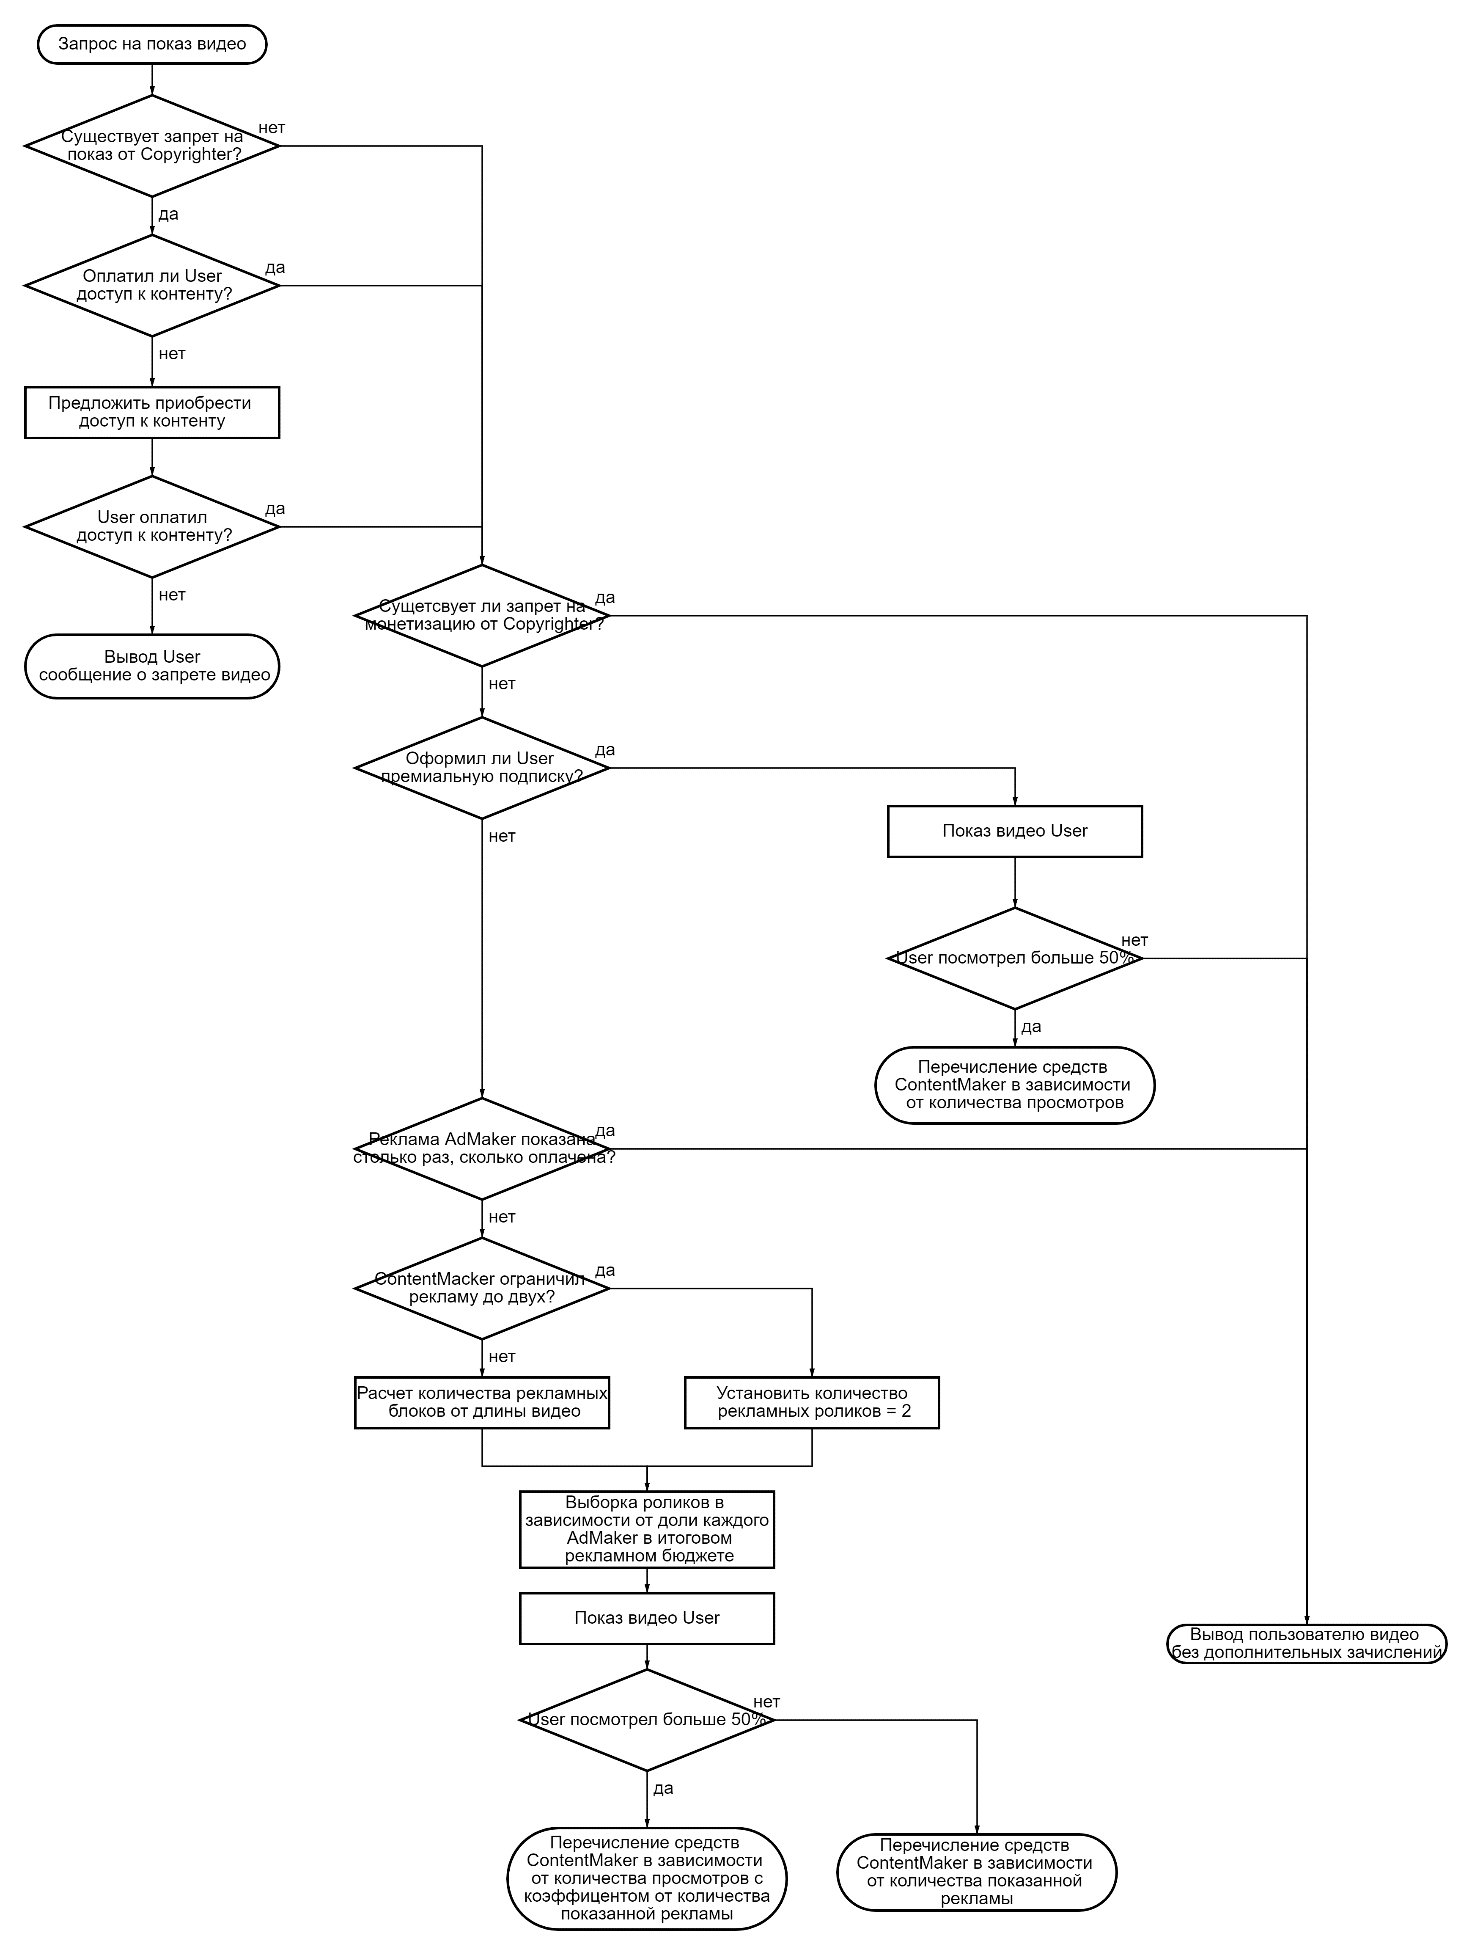 Запрос на показ видео
Существует запрет на
показ от Copyrighter?
нет
да
Оплатил ли User
доступ к контенту?
да
нет
Предложить приобрести
доступ к контенту
User оплатил
доступ к контенту?
да
нет
Вывод User
сообщение о запрете видео
Сущетсвует ли запрет на
монетизацию от Copyrighter?
да
нет
Оформил ли User
премиальную подписку?
да
нет
Показ видео User
User посмотрел больше 50%
нет
да
Перечисление средств
ContentMaker в зависимости
от количества просмотров
Реклама AdMaker показана
столько раз, сколько оплачена?
да
нет
ContentMacker ограничил
рекламу до двух?
да
нет
Расчет количества рекламных
блоков от длины видео
Установить количество
рекламных роликов = 2
Выборка роликов в
зависимости от доли каждого
AdMaker в итоговом
рекламном бюджете
Показ видео User
Вывод пользователю видео
без дополнительных зачислений
User посмотрел больше 50%
нет
да
Перечисление средств
ContentMaker в зависимости
от количества просмотров с
коэффицентом от количества
показанной рекламы
Перечисление средств
ContentMaker в зависимости
от количества показанной
рекламы